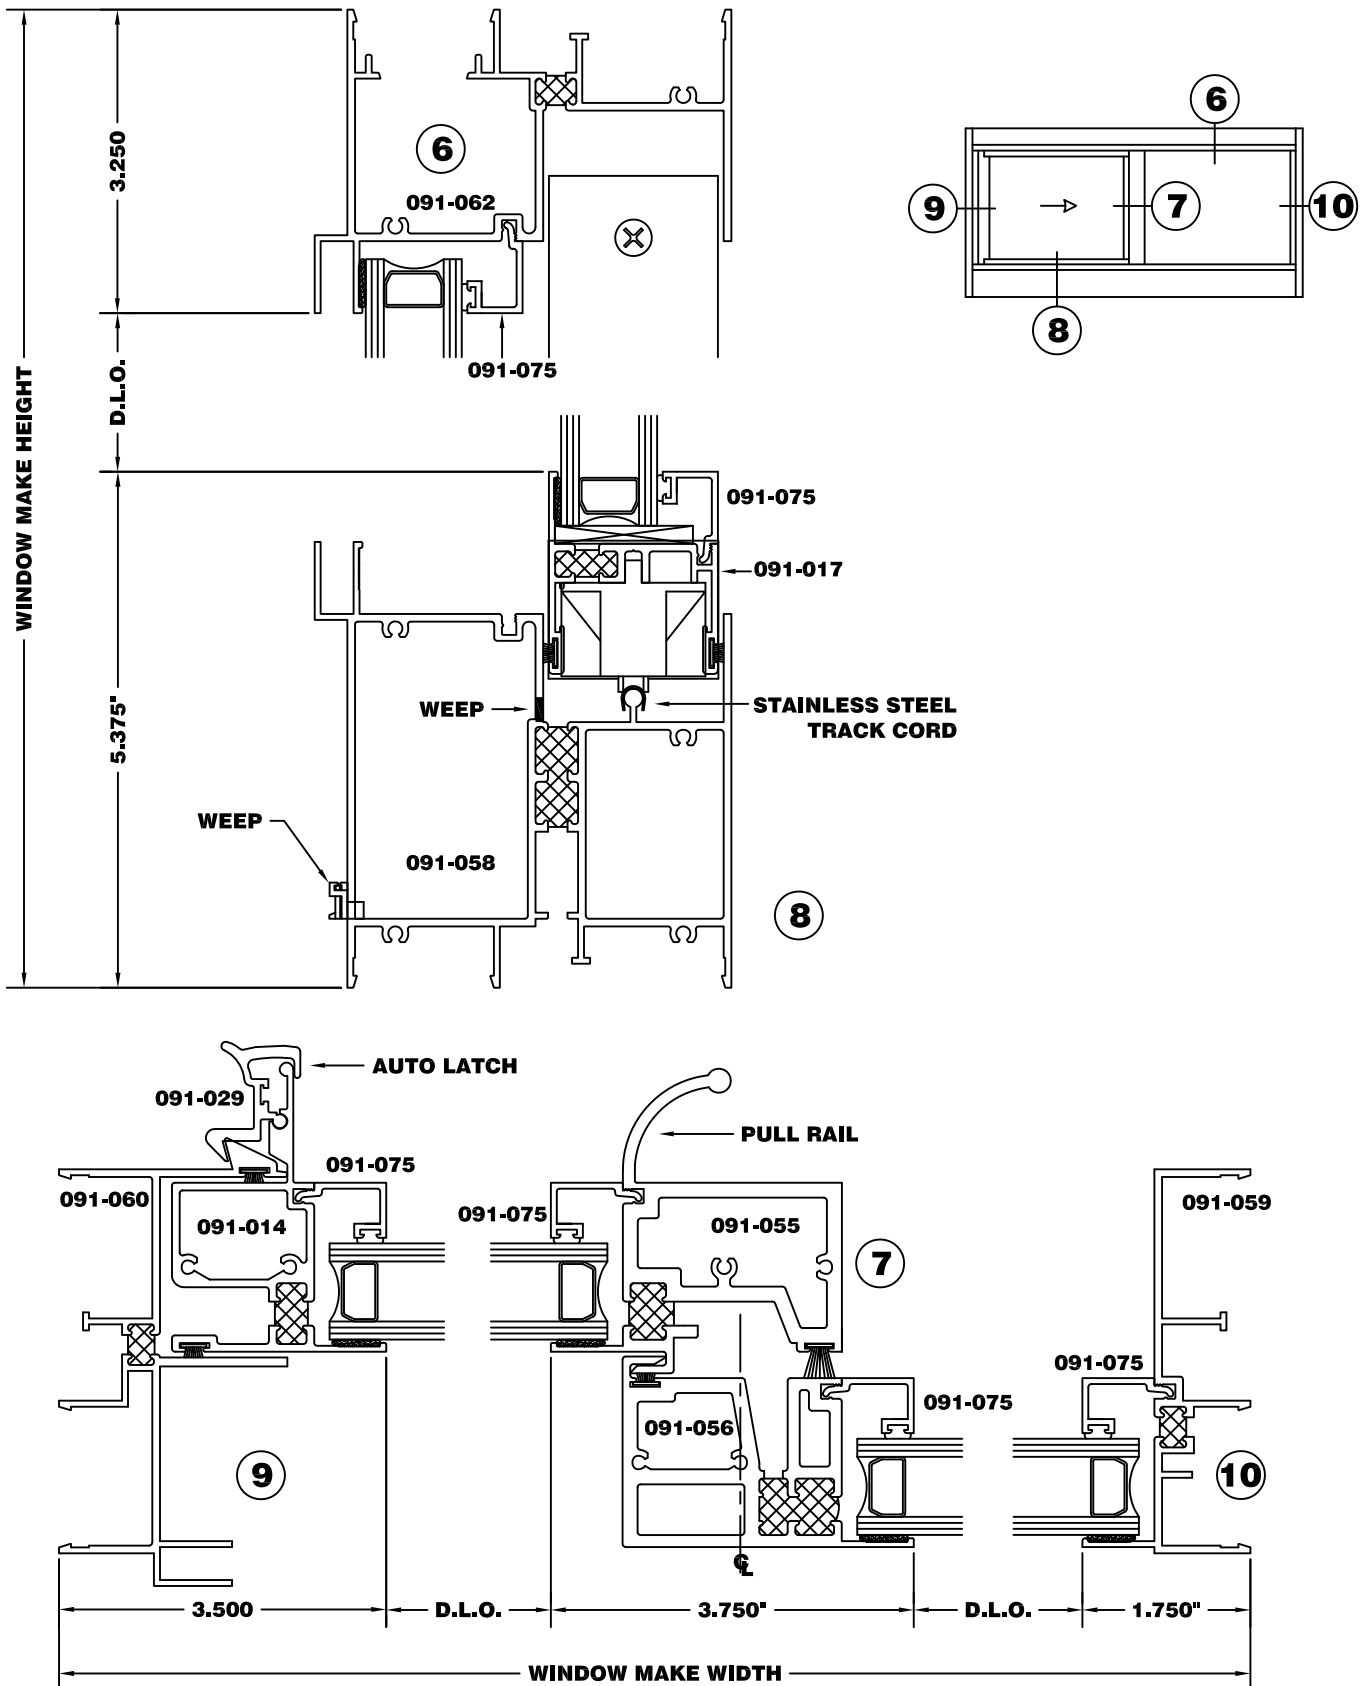 3.250
6
091-062
D.L.O.
091-075
WINDOW MAKE HEIGHT
6
9
7
10
8
091-075
091-017
5.375"
WEEP
STAINLESS STEEL
TRACK CORD
WEEP
091-058
8
AUTO LATCH
091-029
PULL RAIL
091-075
091-060
091-014
091-075
091-055
7
091-059
091-075
091-075
091-056
9
10
CL
3.500
D.L.O.
3.750"
D.L.O.
1.750"
WINDOW MAKE WIDTH